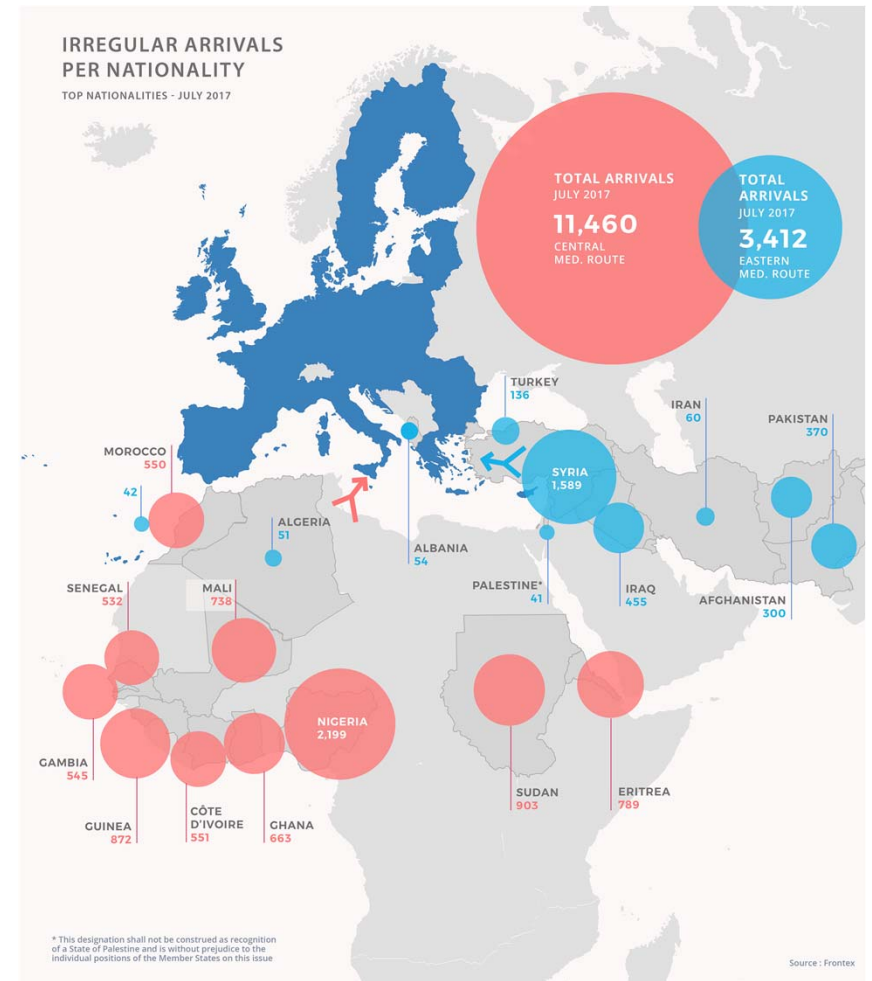 IRREGULAR ARRIVALS
PER NATIONALITY
TOP NATIONALITIES - JULY 2017
TOTAL ARRIVALS
JULY 2017
11,460
CENTRAL
MED. ROUTE
TOTAL
ARRIVALS
JULY 2017
3,412
EASTERN
MED. ROUTE
TURKEY
136
IRAN
60
PAKISTAN
370
MOROCCO
550
SYRIA
1,589
42
ALGERIA
51
ALBANIA
54
PALESTINE*
41
IRAQ
455
AFGHANISTAN
300
SENEGAL
532
MALI
738
NIGERIA
2,199
GAMBIA
545
GUINEA
872
CÔTE
D'IVOIRE
551
GHANA
663
SUDAN
903
ERITREA
789
* This designation shall not be construed as recognition
of a State of Palestine and is without prejudice to the
individual positions of the Member States on this issue
Source : Frontex